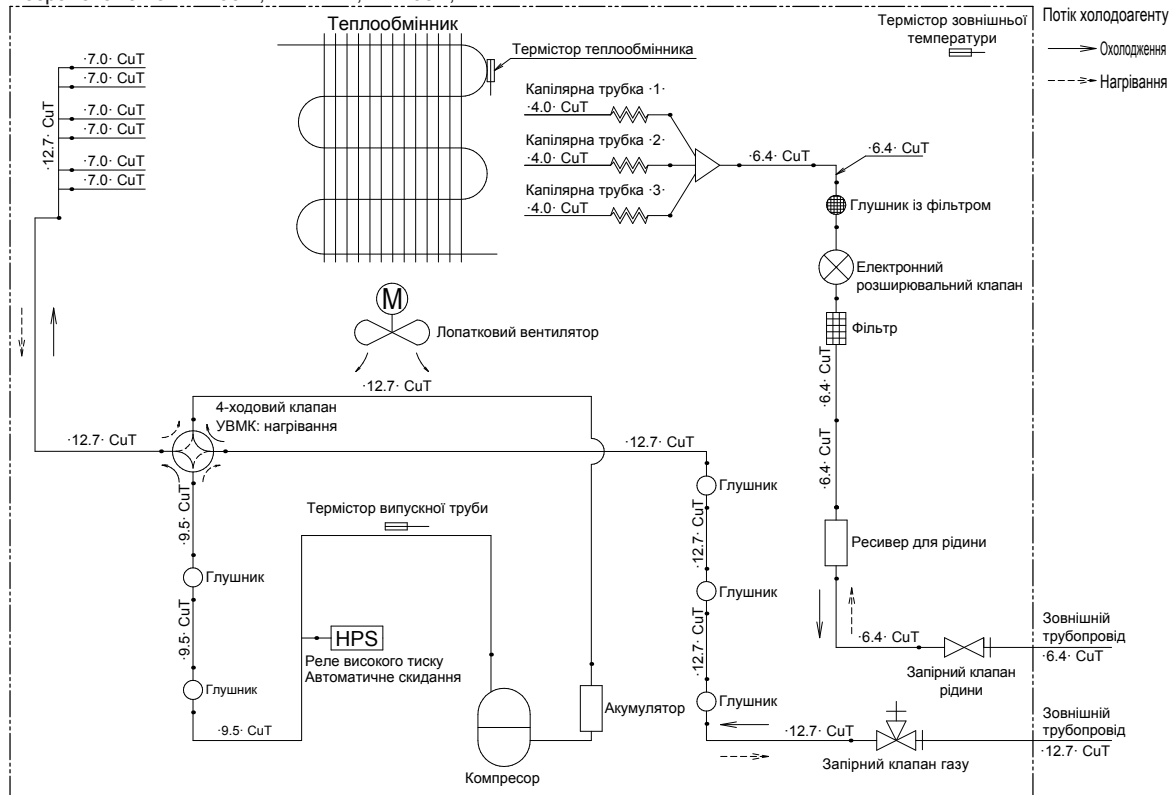 Теплообмінник
Термістор зовнішньої
температури
Потік холодоагенту
Охолодження
Нагрівання
Термістор теплообмінника
·7.0· CuT
·7.0· CuT
·7.0· CuT
·7.0· CuT
·7.0· CuT
·7.0· CuT
·12.7· CuT
Капілярна трубка ·1·
·4.0· CuT
Капілярна трубка ·2·
·4.0· CuT
Капілярна трубка ·3·
·4.0· CuT
·6.4· CuT
·6.4· CuT
Глушник із фільтром
Електронний
розширювальний клапан
Фільтр
M
Лопатковий вентилятор
·12.7· CuT
4-ходовий клапан
УВМК: нагрівання
·12.7· CuT
·12.7· CuT
·6.4· CuT
·6.4· CuT
Глушник
·9.5· CuT
Термістор випускної труби
·12.7· CuT
Ресивер для рідини
Глушник
Глушник
·9.5· CuT
HPS
Реле високого тиску
Автоматичне скидання
·12.7· CuT
·6.4· CuT
Зовнішній
трубопровід
·6.4· CuT
Запірний клапан
рідини
Глушник
Глушник
Акумулятор
·9.5· CuT
Компресор
·12.7· CuT
Запірний клапан газу
Зовнішній
трубопровід
·12.7· CuT